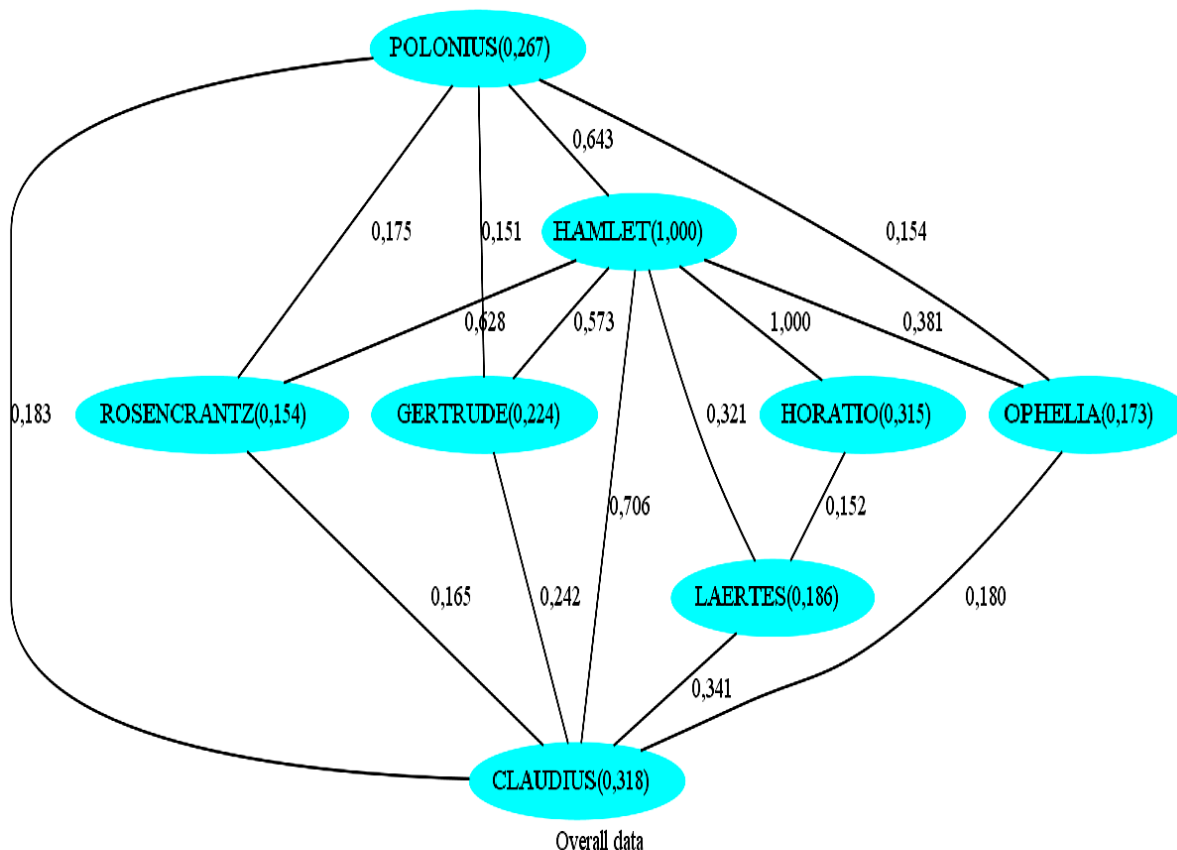 POLONIUS(0,267)
0,643
0,175
0,151
HAMLET(1,000)
0,154
0,628
0,573
1,000
0,381
0,183
ROSENCRANTZ(0,154)
GERTRUDE(0,224)
0,321
HORATIO(0,315)
OPHELIA(0,173)
0,706
0,152
0,165
0,242
LAERTES(0,186)
0,180
0,341
CLAUDIUS(0,318)
Overall data